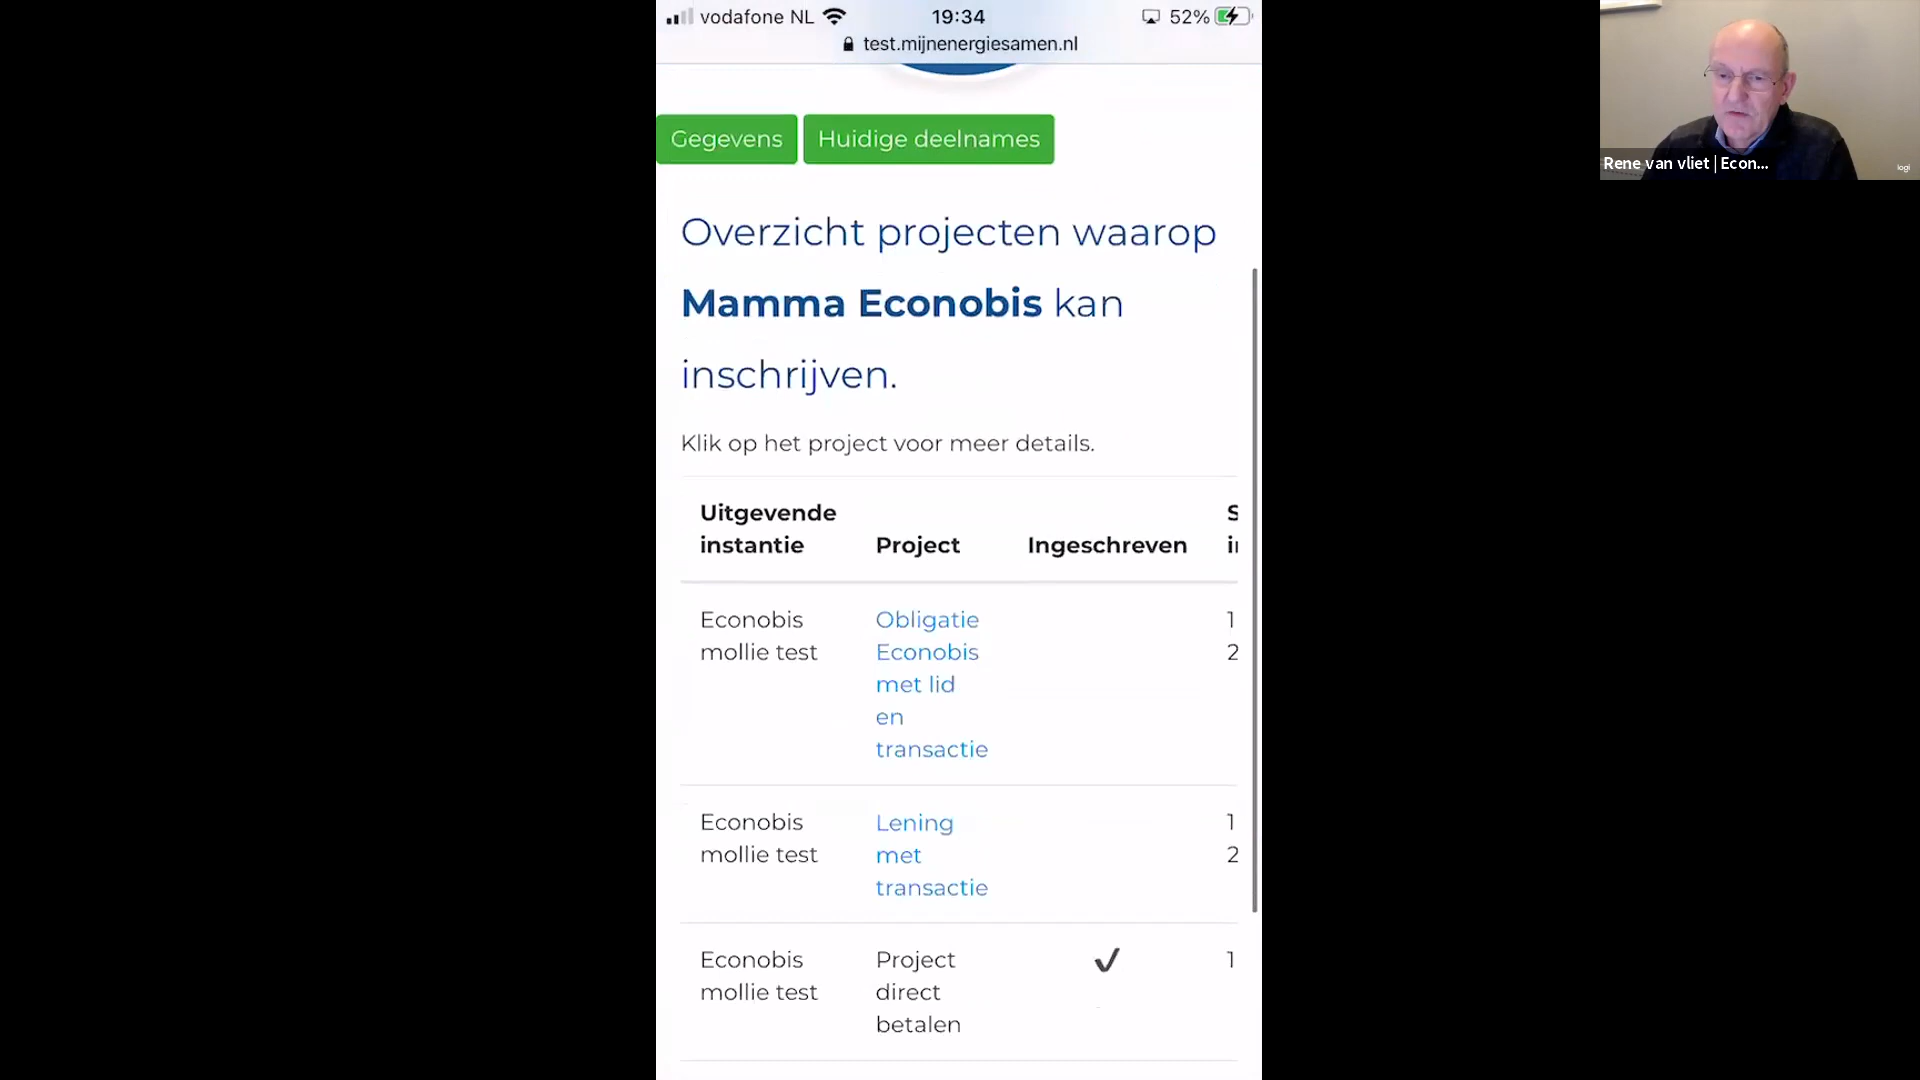 vodafone NL 19:34 52%
test.mijnenergiesamen.nl
Gegevens Huidige deelnames
Overzicht projecten waarop
Mamma Econobis kan
inschrijven.
Klik op het project voor meer details.
Uitgevende
instantie Project Ingeschreven
Econobis Obligatie 1
mollie test Econobis 2
met lid
en
transactie
Econobis Lening 1
mollie test met 2
transactie
Econobis Project ✓ 1
mollie test direct
betalen
Rene van vliet | Econ...
logi